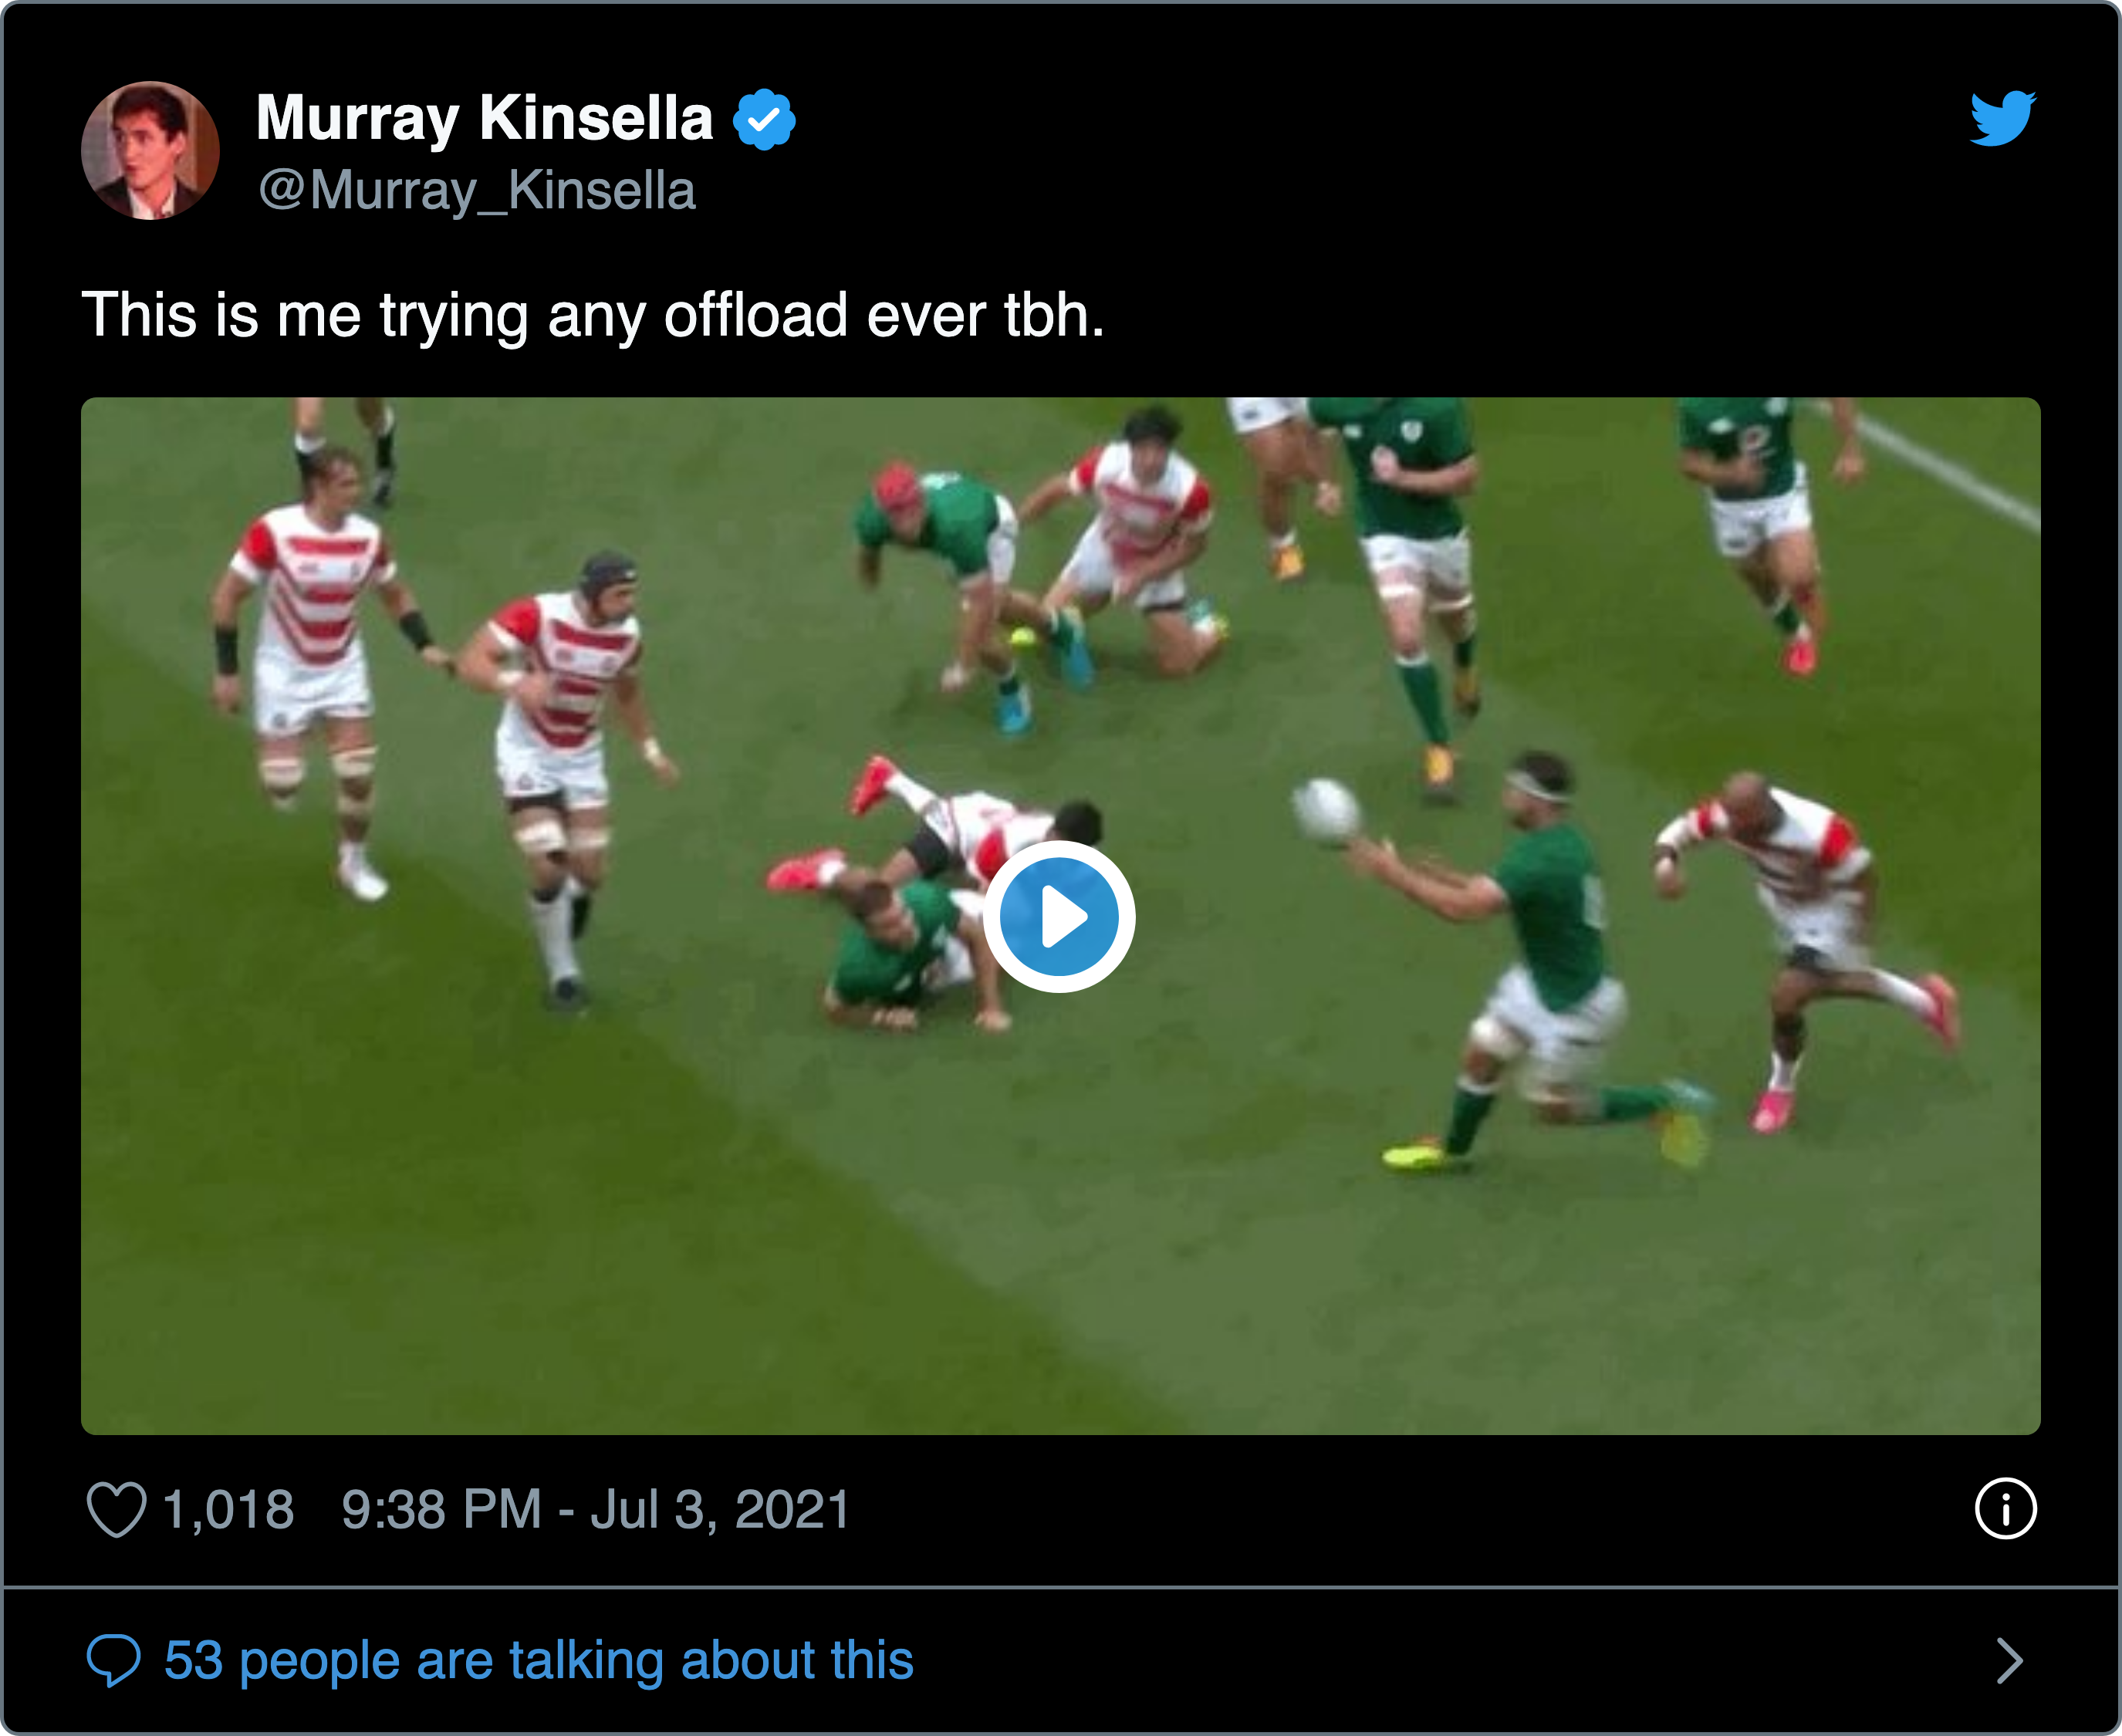 Murray Kinsella
@Murray_Kinsella
This is me trying any offload ever tbh.
1,018 9:38 PM - Jul 3, 2021
53 people are talking about this